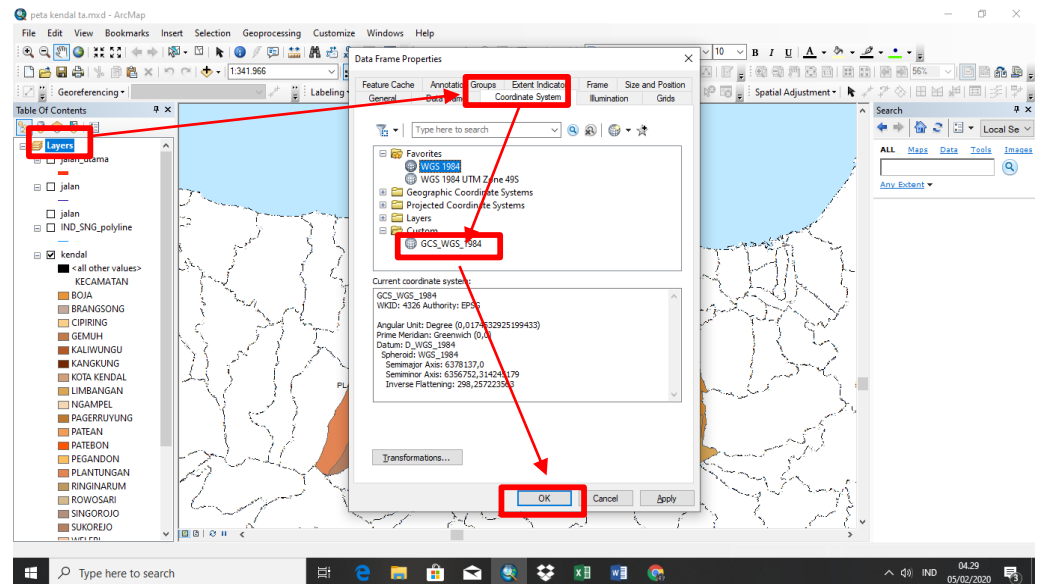 peta kendal ta.mxd - ArcMap
File Edit View Bookmarks Insert Selection Geoprocessing Customize Windows Help
1:341.966
10 B I U A
56%
Georeferencing
Labeling
Spatial Adjustment
Table Of Contents
Layers
jalan_utama
jalan
jalan
IND_SNG_polyline
kendal
<all other values>
KECAMATAN
BOJA
BRANGSONG
CIPIRING
GEMUH
KALIWUNGU
KANGKUNG
KOTA KENDAL
LIMBANGAN
NGAMPEL
PAGERRUYUNG
PATEAN
PATEBON
PEGANDON
PLANTUNGAN
RINGINARUM
ROWOSARI
SINGOROJO
SUKOREJO
WELERI
PLA
Data Frame Properties
Feature Cache Annotation Groups Extent Indicators Frame Size and Position
General Data Frame Coordinate System Illumination Grids
Type here to search
Favorites
WGS 1984
WGS 1984 UTM Zone 49S
Geographic Coordinate Systems
Projected Coordinate Systems
Layers
Custom
GCS_WGS_1984
Current coordinate system:
GCS_WGS_1984
WKID: 4326 Authority: EPSG
Angular Unit: Degree (0,0174532925199433)
Prime Meridian: Greenwich (0,0)
Datum: D_WGS_1984
Spheroid: WGS_1984
Semimajor Axis: 6378137,0
Semiminor Axis: 6356752,314245179
Inverse Flattening: 298,257223563
Transformations...
OK Cancel Apply
Search
Local Se
ALL Maps Data Tools Images
Any Extent
Type here to search
IND
04.29
05/02/2020
3